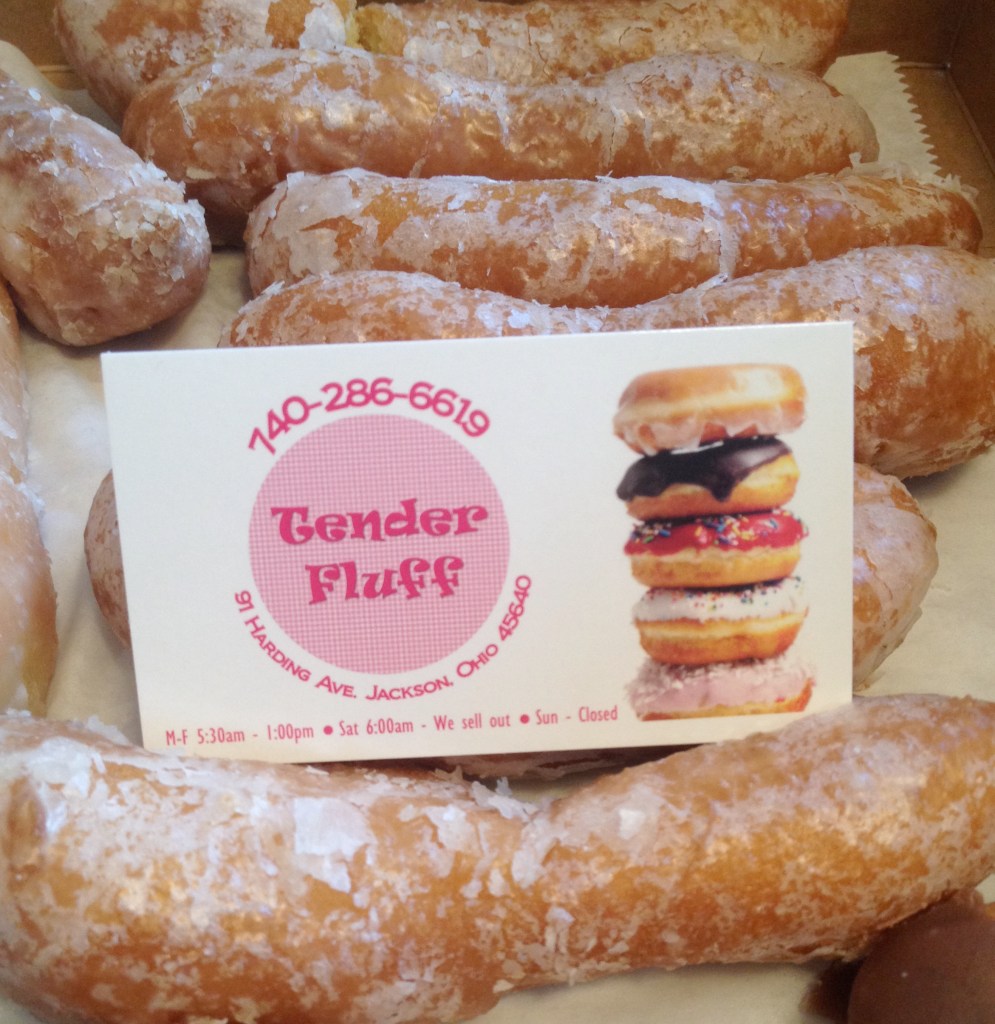 740-286-6619
Tender
Fluff
91 Harding Ave. Jackson, Ohio 45640
M-F 5:30am - 1:00pm • Sat 6:00am - We sell out • Sun - Closed